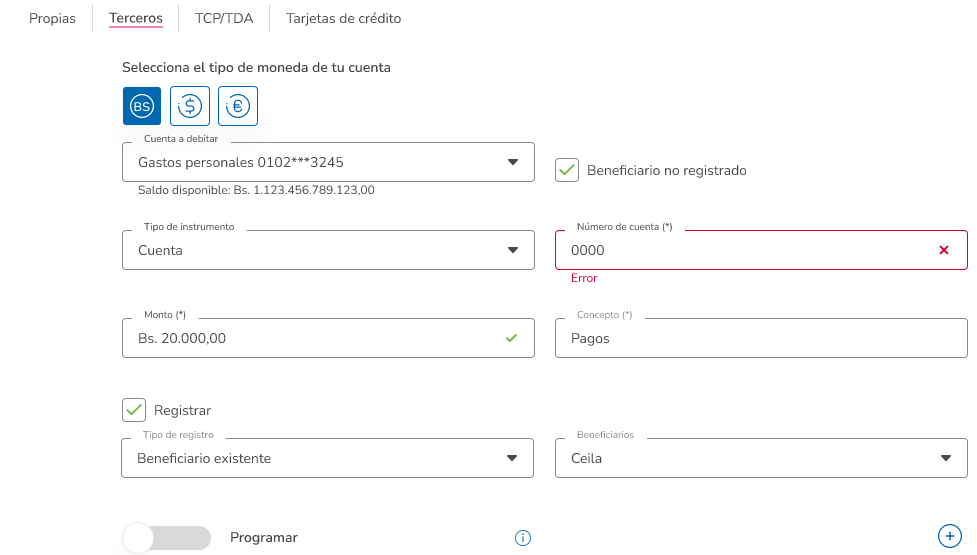 Propias
Terceros
TCP/TDA
Tarjetas de crédito
Selecciona el tipo de moneda de tu cuenta
BS
$
€
Cuenta a debitar
Gastos personales 0102***3245
Saldo disponible: Bs. 1.123.456.789.123,00
Beneficiario no registrado
Tipo de instrumento
Cuenta
Número de cuenta (*)
0000
Error
Monto (*)
Bs. 20.000,00
Concepto (*)
Pagos
Registrar
Tipo de registro
Beneficiario existente
Beneficiarios
Ceila
Programar